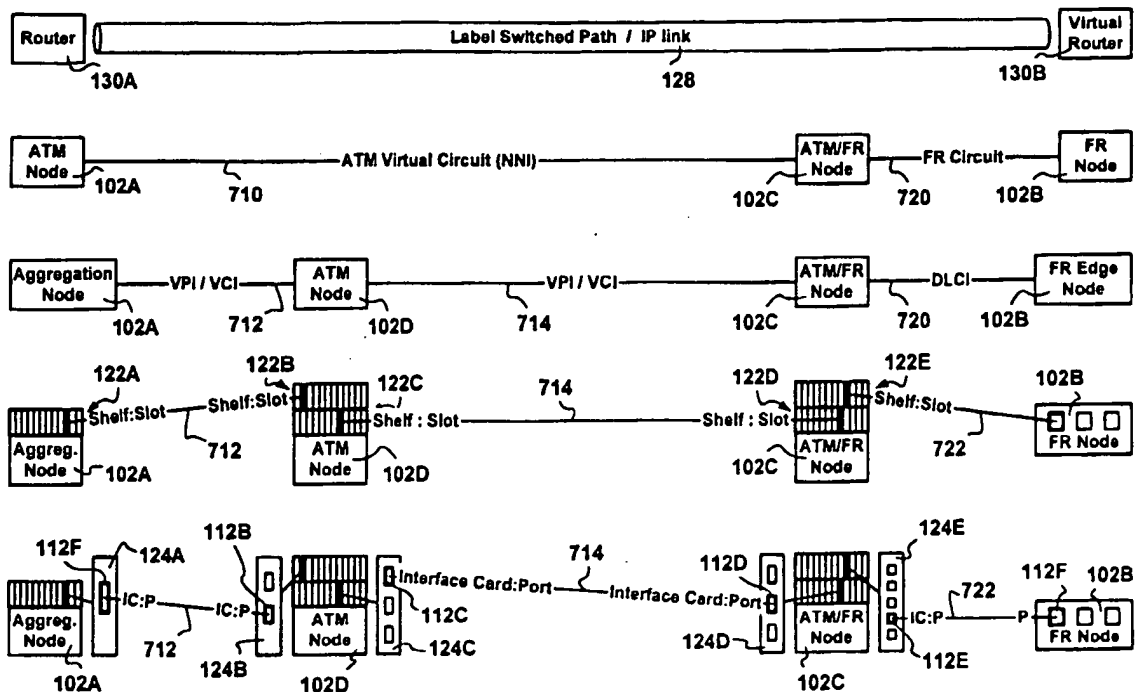 Router
Label Switched Path / IP link
Virtual
Router
130A
128
130B
ATM
Node
ATM Virtual Circuit (NNI)
ATM/FR
Node
FR Circuit
FR
Node
102A
710
102C
720
102B
Aggregation
Node
VPI / VCI
ATM
Node
VPI / VCI
ATM/FR
Node
DLCI
FR Edge
Node
102A
712
102D
714
102C
720
102B
122A
122B
122C
714
122D
122E
102B
Shelf:Slot
Shelf:Slot
Shelf : Slot
Shelf : Slot
Shelf:Slot
Aggreg.
Node
712
ATM
Node
ATM/FR
Node
722
FR Node
102A
102D
102C
112F
124A
112B
714
112D
124E
722
112F
102B
IC:P
IC:P
Interface Card:Port
Interface Card:Port
IC:P
P
Aggreg.
Node
712
ATM
Node
112C
ATM/FR
Node
FR Node
102A
124B
102D
124C
124D
102C
112E